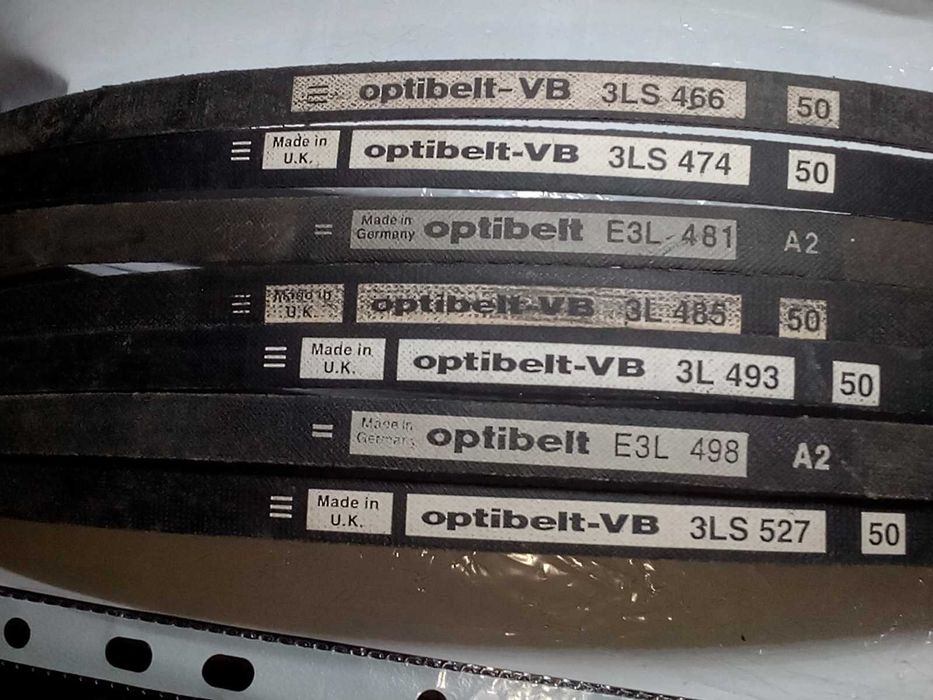 optibelt-VB 3LS 466 50
Made in U.K. optibelt-VB 3LS 474 50
Made in Germany optibelt E3L 481 A2
Made in U.K. optibelt-VB 3L 485 50
Made in U.K. optibelt-VB 3L 493 50
Made in Germany optibelt E3L 498 A2
Made in U.K. optibelt-VB 3LS 527 50